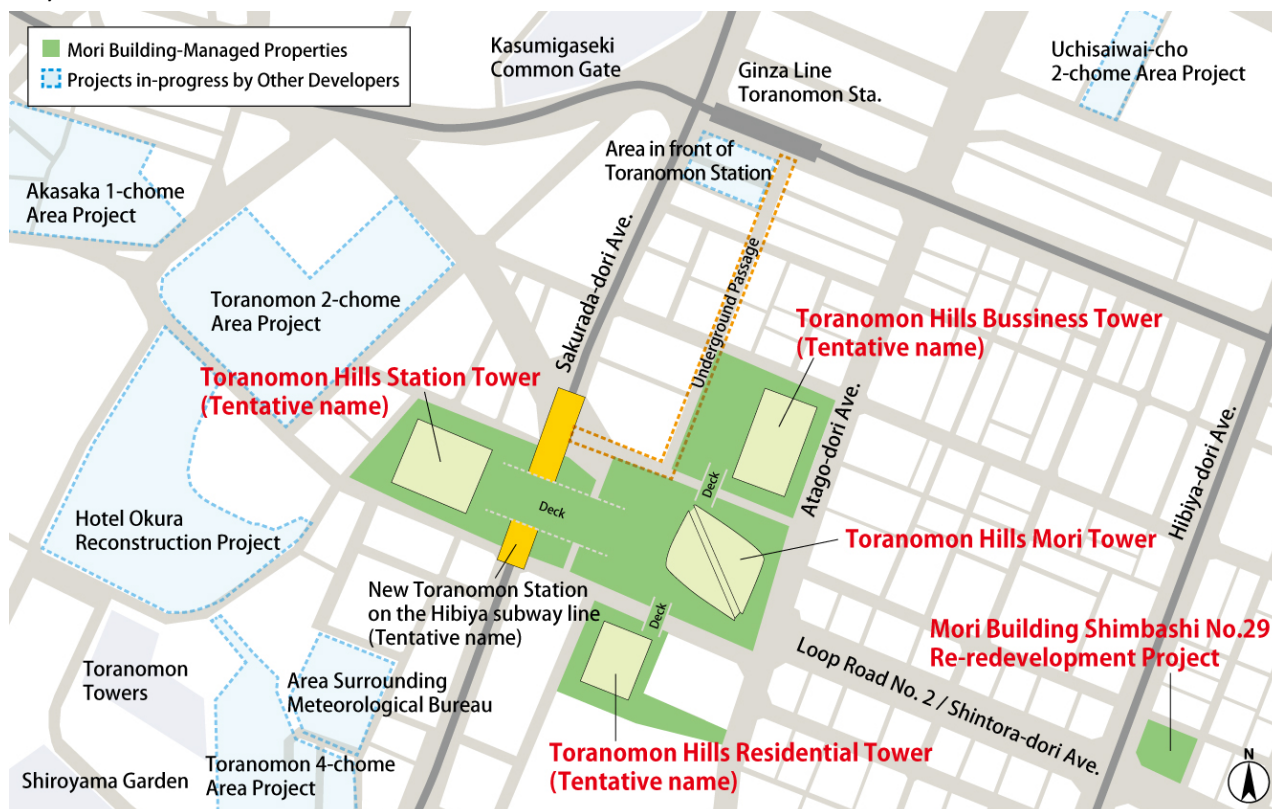 Mori Building-Managed Properties
Projects in-progress by Other Developers
Kasumigaseki
Common Gate
Ginza Line
Toranomon Sta.
Uchisaiwai-cho
2-chome Area Project
Area in front of
Toranomon Station
Akasaka 1-chome
Area Project
Sakurada-dori Ave.
Underground Passage
Toranomon 2-chome
Area Project
Toranomon Hills Bussiness Tower
(Tentative name)
Toranomon Hills Station Tower
(Tentative name)
Atago-dori Ave.
Hibiya-dori Ave.
Deck
Deck
Hotel Okura
Reconstruction Project
Toranomon Hills Mori Tower
New Toranomon Station
on the Hibiya subway line
(Tentative name)
Deck
Mori Building Shimbashi No.29
Re-redevelopment Project
Loop Road No. 2 / Shintora-dori Ave.
Toranomon
Towers
Area Surrounding
Meteorological Bureau
Toranomon Hills Residential Tower
(Tentative name)
Shiroyama Garden
Toranomon 4-chome
Area Project
N